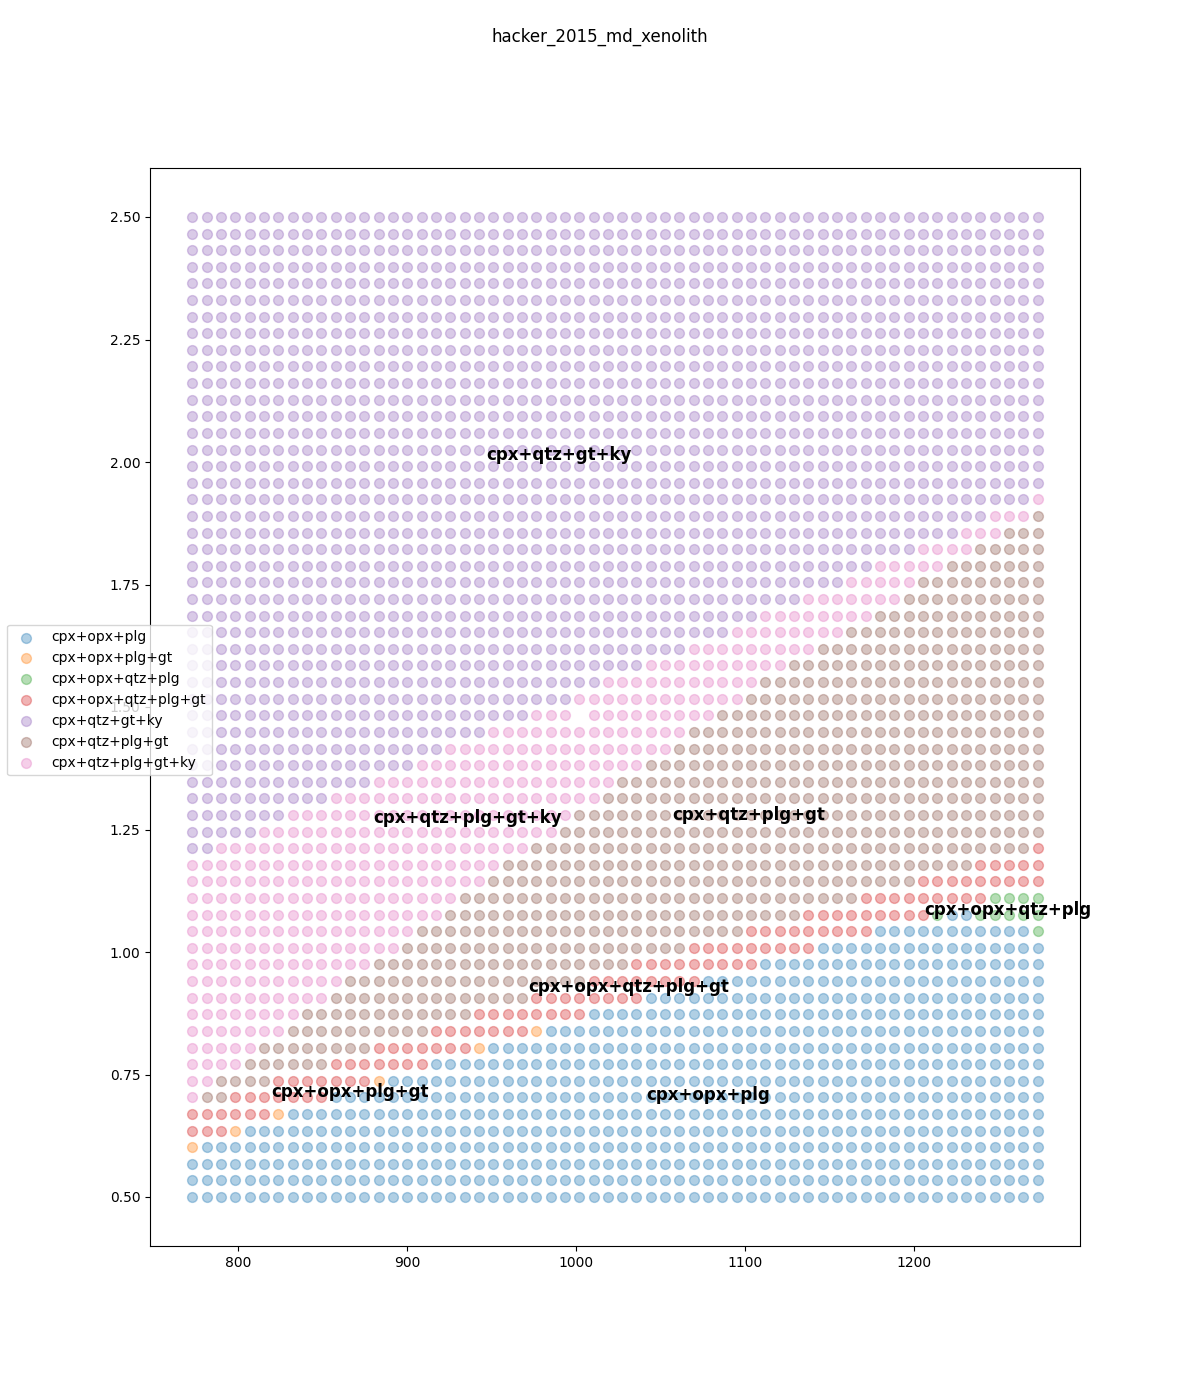 hacker_2015_md_xenolith
2.50
2.25
2.00
1.75
1.50
1.25
1.00
0.75
0.50
cpx+opx+plg
cpx+opx+plg+gt
cpx+opx+qtz+plg
cpx+opx+qtz+plg+gt
cpx+qtz+gt+ky
cpx+qtz+plg+gt
cpx+qtz+plg+gt+ky
cpx+qtz+gt+ky
cpx+qtz+plg+gt+ky
cpx+qtz+plg+gt
cpx+opx+qtz+plg
cpx+opx+qtz+plg+gt
cpx+opx+plg+gt
cpx+opx+plg
800
900
1000
1100
1200